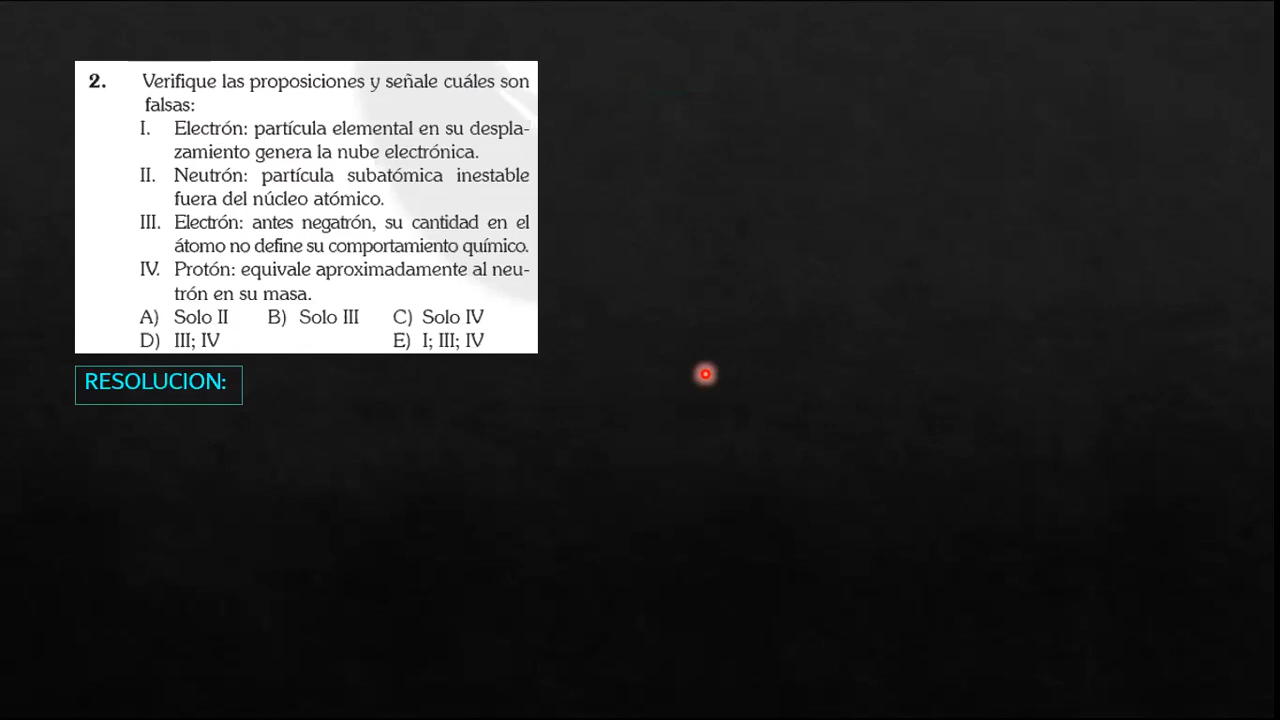 2. Verifique las proposiciones y señale cuáles son
falsas:
I. Electrón: partícula elemental en su despla-
zamiento genera la nube electrónica.
II. Neutrón: partícula subatómica inestable
fuera del núcleo atómico.
III. Electrón: antes negatrón, su cantidad en el
átomo no define su comportamiento químico.
IV. Protón: equivale aproximadamente al neu-
trón en su masa.
A) Solo II B) Solo III C) Solo IV
D) III; IV E) I; III; IV
RESOLUCION: